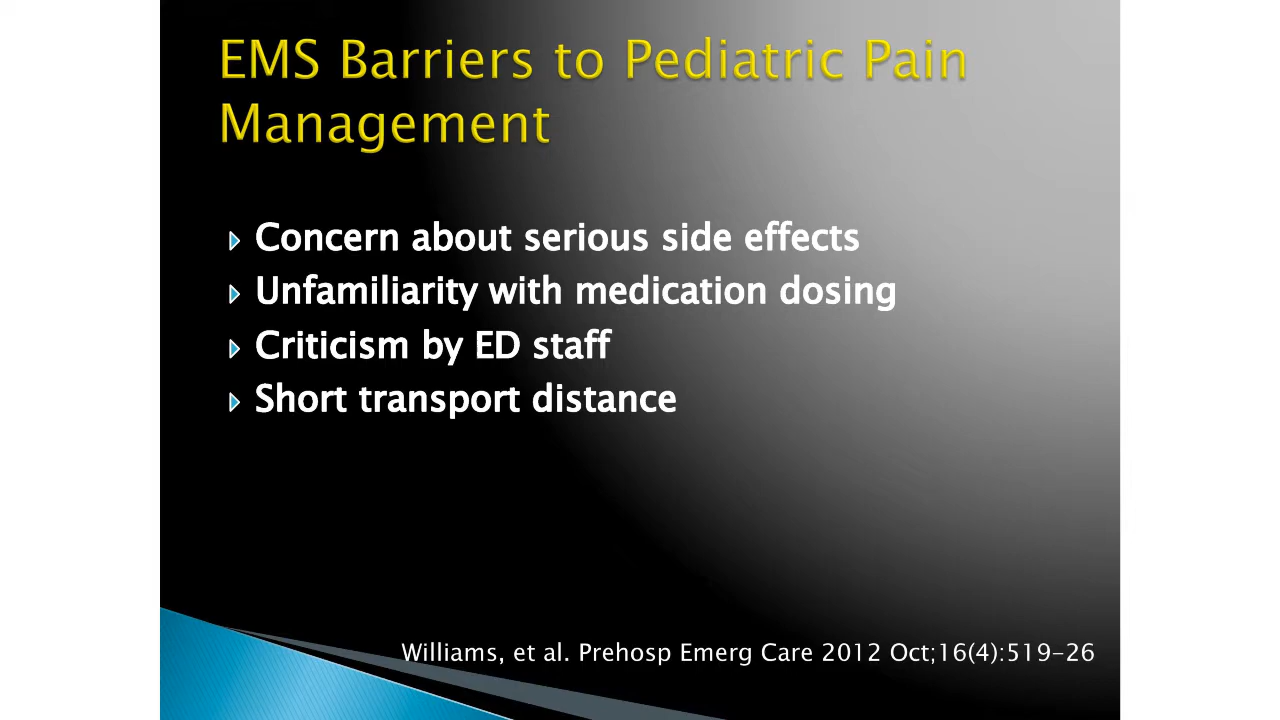 EMS Barriers to Pediatric Pain
Management
Concern about serious side effects
Unfamiliarity with medication dosing
Criticism by ED staff
Short transport distance
Williams, et al. Prehosp Emerg Care 2012 Oct;16(4):519-26